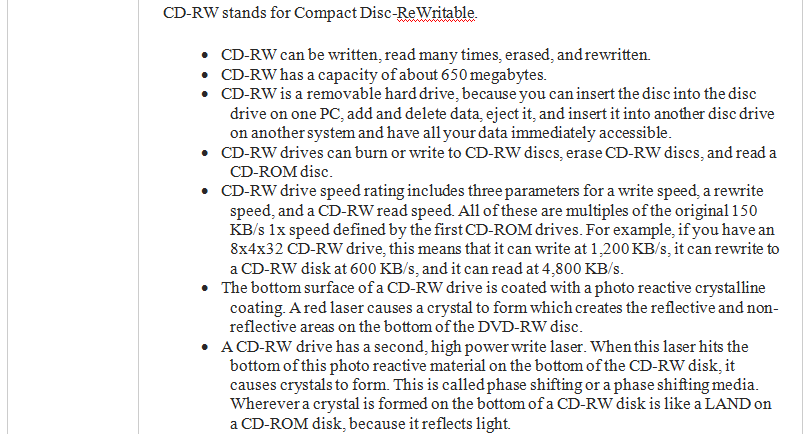 CD-RW stands for Compact Disc-ReWritable.
• CD-RW can be written, read many times, erased, and rewritten.
• CD-RW has a capacity of about 650 megabytes.
• CD-RW is a removable hard drive, because you can insert the disc into the disc
drive on one PC, add and delete data, eject it, and insert it into another disc drive
on another system and have all your data immediately accessible.
• CD-RW drives can burn or write to CD-RW discs, erase CD-RW discs, and read a
CD-ROM disc.
• CD-RW drive speed rating includes three parameters for a write speed, a rewrite
speed, and a CD-RW read speed. All of these are multiples of the original 150
KB/s 1x speed defined by the first CD-ROM drives. For example, if you have an
8x4x32 CD-RW drive, this means that it can write at 1,200 KB/s, it can rewrite to
a CD-RW disk at 600 KB/s, and it can read at 4,800 KB/s.
• The bottom surface of a CD-RW drive is coated with a photo reactive crystalline
coating. A red laser causes a crystal to form which creates the reflective and non-
reflective areas on the bottom of the DVD-RW disc.
• A CD-RW drive has a second, high power write laser. When this laser hits the
bottom of this photo reactive material on the bottom of the CD-RW disk, it
causes crystals to form. This is called phase shifting or a phase shifting media.
Wherever a crystal is formed on the bottom of a CD-RW disk is like a LAND on
a CD-ROM disk, because it reflects light.